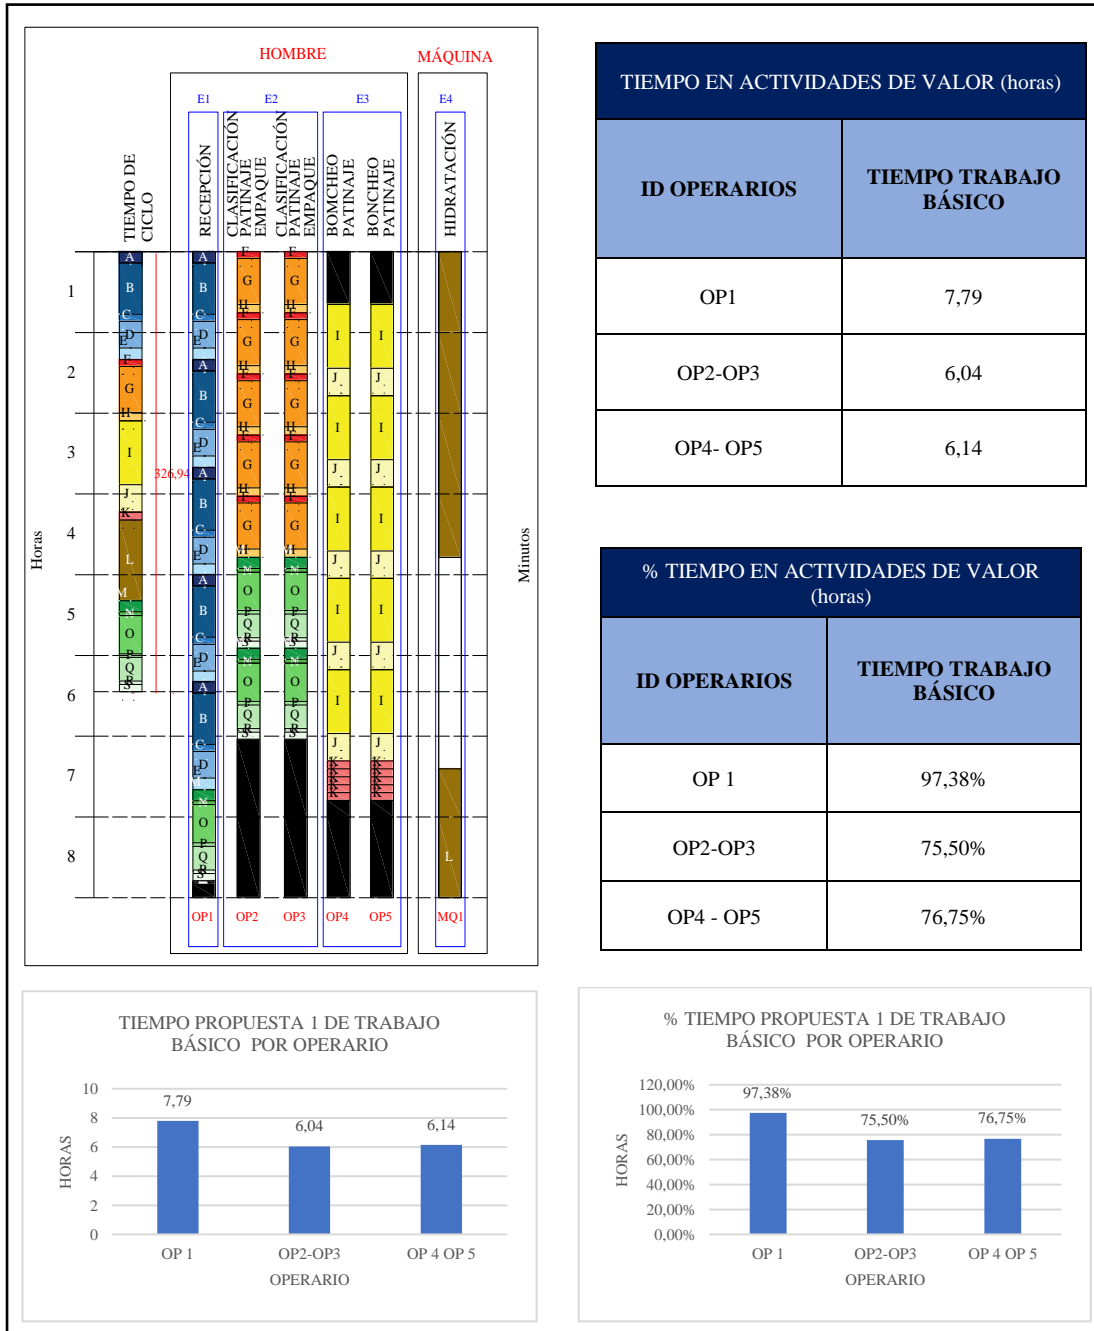 HOMBRE
MÁQUINA
E1
E2
E3
E4
TIEMPO DE
CICLO
RECEPCIÓN
CLASIFICACIÓN
PATINAJE
EMPAQUE
CLASIFICACIÓN
PATINAJE
EMPAQUE
BOMCHEO
PATINAJE
BONCHEO
PATINAJE
HIDRATACIÓN
Horas
1
2
3
4
5
6
7
8
A
B
C
D
E
F
G
H
I
J
K
L
M
N
O
P
Q
R
S
326,94
A
B
C
D
E
A
B
C
D
E
A
B
C
D
E
A
B
C
D
E
A
B
C
D
E
M
N
O
P
Q
R
S
F
G
H
F
G
H
F
G
H
F
G
H
F
G
H
M
N
O
P
Q
R
S
M
N
O
P
Q
R
S
F
G
H
F
G
H
F
G
H
F
G
H
F
G
H
M
N
O
P
Q
R
S
M
N
O
P
Q
R
S
I
J
I
J
I
J
I
J
I
J
K
K
K
K
K
I
J
I
J
I
J
I
J
I
J
K
K
K
K
K
L
Minutos
OP1
OP2
OP3
OP4
OP5
MQ1
TIEMPO EN ACTIVIDADES DE VALOR (horas)
ID OPERARIOS
TIEMPO TRABAJO
BÁSICO
OP1
7,79
OP2-OP3
6,04
OP4- OP5
6,14
% TIEMPO EN ACTIVIDADES DE VALOR
(horas)
ID OPERARIOS
TIEMPO TRABAJO
BÁSICO
OP 1
97,38%
OP2-OP3
75,50%
OP4 - OP5
76,75%
TIEMPO PROPUESTA 1 DE TRABAJO
BÁSICO  POR OPERARIO
HORAS
10
8
6
4
2
0
7,79
6,04
6,14
OP 1
OP2-OP3
OP 4 OP 5
OPERARIO
% TIEMPO PROPUESTA 1 DE TRABAJO
BÁSICO  POR OPERARIO
HORAS
120,00%
100,00%
80,00%
60,00%
40,00%
20,00%
0,00%
97,38%
75,50%
76,75%
OP 1
OP2-OP3
OP 4 OP 5
OPERARIO